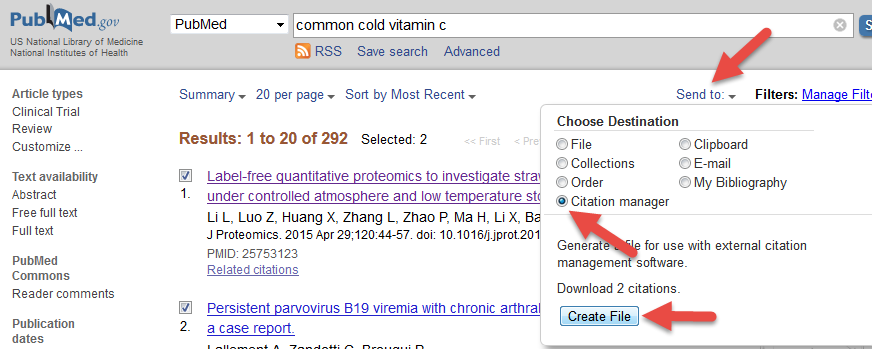 PubMed.gov
US National Library of Medicine
National Institutes of Health
PubMed
common cold vitamin c
RSS Save search Advanced
Article types
Clinical Trial
Review
Customize ...
Text availability
Abstract
Free full text
Full text
PubMed
Commons
Reader comments
Publication
dates
Summary 20 per page Sort by Most Recent Send to: Filters: Manage Filte
Results: 1 to 20 of 292 Selected: 2 << First < Pre
1. Label-free quantitative proteomics to investigate straw
under controlled atmosphere and low temperature sto
Li L, Luo Z, Huang X, Zhang L, Zhao P, Ma H, Li X, Ba
J Proteomics. 2015 Apr 29;120:44-57. doi: 10.1016/j.jprot.201
PMID: 25753123
Related citations
2. Persistent parvovirus B19 viremia with chronic arthral
a case report.
Lallement A, Zandotti C, Brouqui P
Choose Destination
File Clipboard
Collections E-mail
Order My Bibliography
Citation manager
Generate a file for use with external citation
management software.
Download 2 citations.
Create File